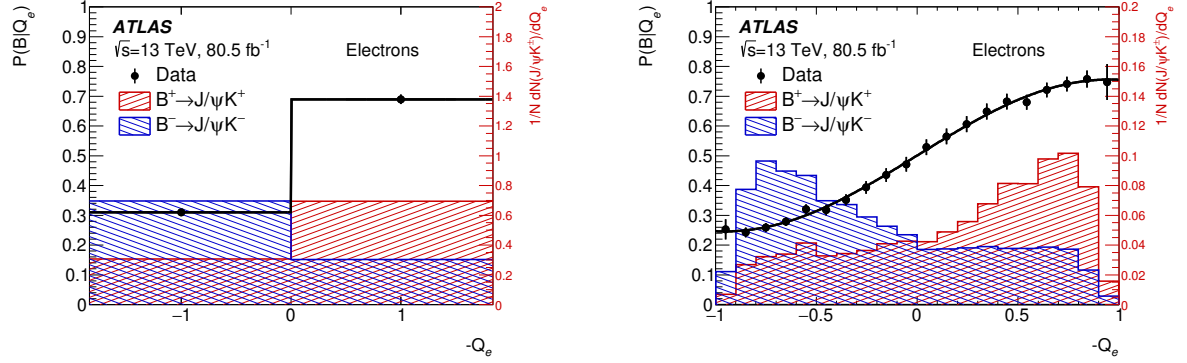 ATLAS
√s=13 TeV, 80.5 fb⁻¹
Electrons
Data
B⁺→J/ψK⁺
B⁻→J/ψK⁻
P(B|Qₑ)
1
0.9
0.8
0.7
0.6
0.5
0.4
0.3
0.2
0.1
0
−1
0
1
-Qₑ
2
1.8
1.6
1.4
1.2
1
0.8
0.6
0.4
0.2
0
1/N dN(J/ψK±)/dQₑ
ATLAS
√s=13 TeV, 80.5 fb⁻¹
Electrons
Data
B⁺→J/ψK⁺
B⁻→J/ψK⁻
P(B|Qₑ)
1
0.9
0.8
0.7
0.6
0.5
0.4
0.3
0.2
0.1
0
−1
−0.5
0
0.5
1
-Qₑ
0.2
0.18
0.16
0.14
0.12
0.1
0.08
0.06
0.04
0.02
0
1/N dN(J/ψK±)/dQₑ